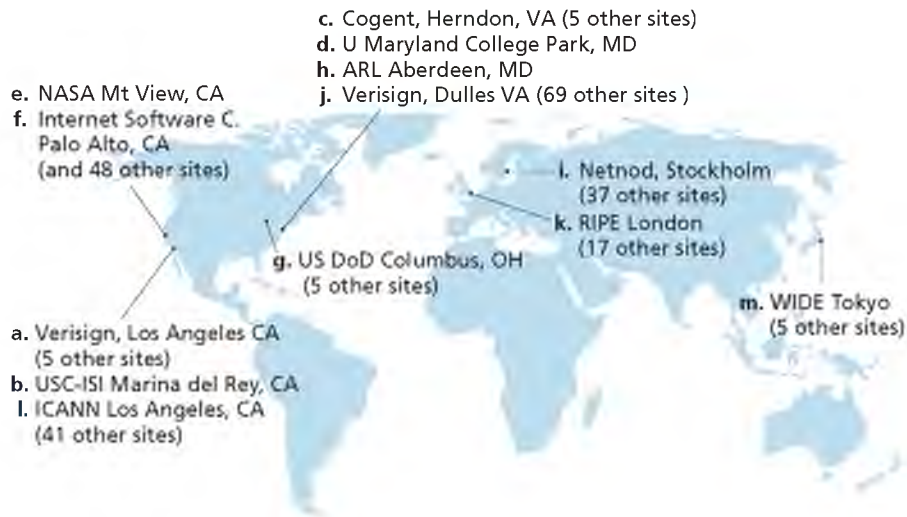 c. Cogent, Herndon, VA (5 other sites)
d. U Maryland College Park, MD
h. ARL Aberdeen, MD
j. Verisign, Dulles VA (69 other sites )
e. NASA Mt View, CA
f. Internet Software C.
Palo Alto, CA
(and 48 other sites)
i. Netnod, Stockholm
(37 other sites)
k. RIPE London
(17 other sites)
g. US DoD Columbus, OH
(5 other sites)
m. WIDE Tokyo
(5 other sites)
a. Verisign, Los Angeles CA
(5 other sites)
b. USC-ISI Marina del Rey, CA
l. ICANN Los Angeles, CA
(41 other sites)